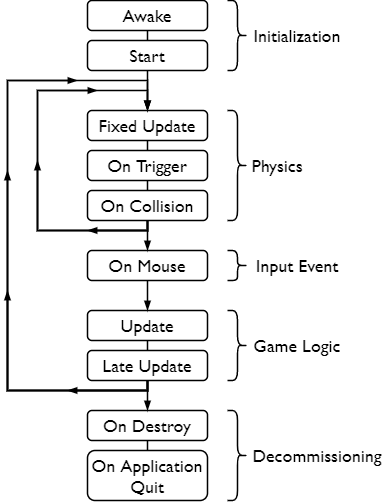 Awake
Initialization
Start
Fixed Update
On Trigger
Physics
On Collision
On Mouse
Input Event
Update
Game Logic
Late Update
On Destroy
Decommissioning
On Application
Quit